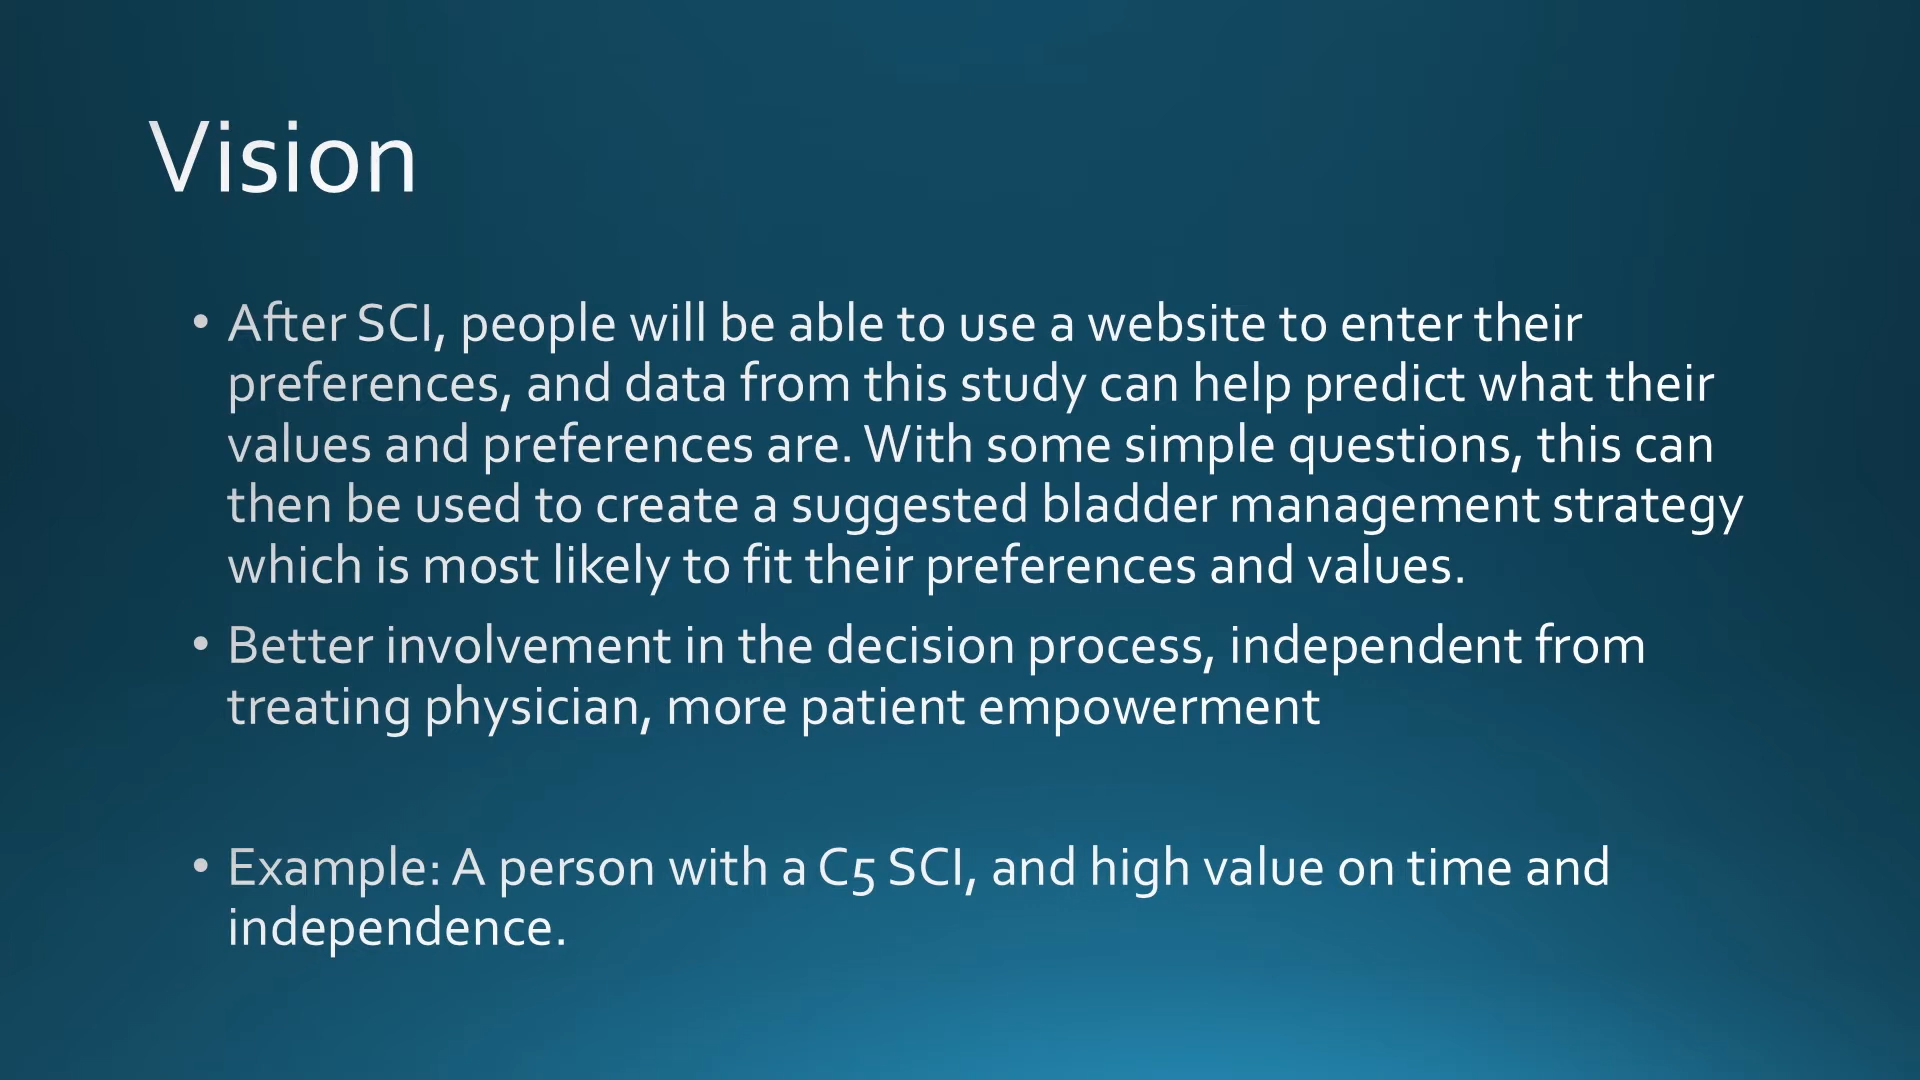 Vision
• After SCI, people will be able to use a website to enter their
preferences, and data from this study can help predict what their
values and preferences are. With some simple questions, this can
then be used to create a suggested bladder management strategy
which is most likely to fit their preferences and values.
• Better involvement in the decision process, independent from
treating physician, more patient empowerment
• Example: A person with a C5 SCI, and high value on time and
independence.